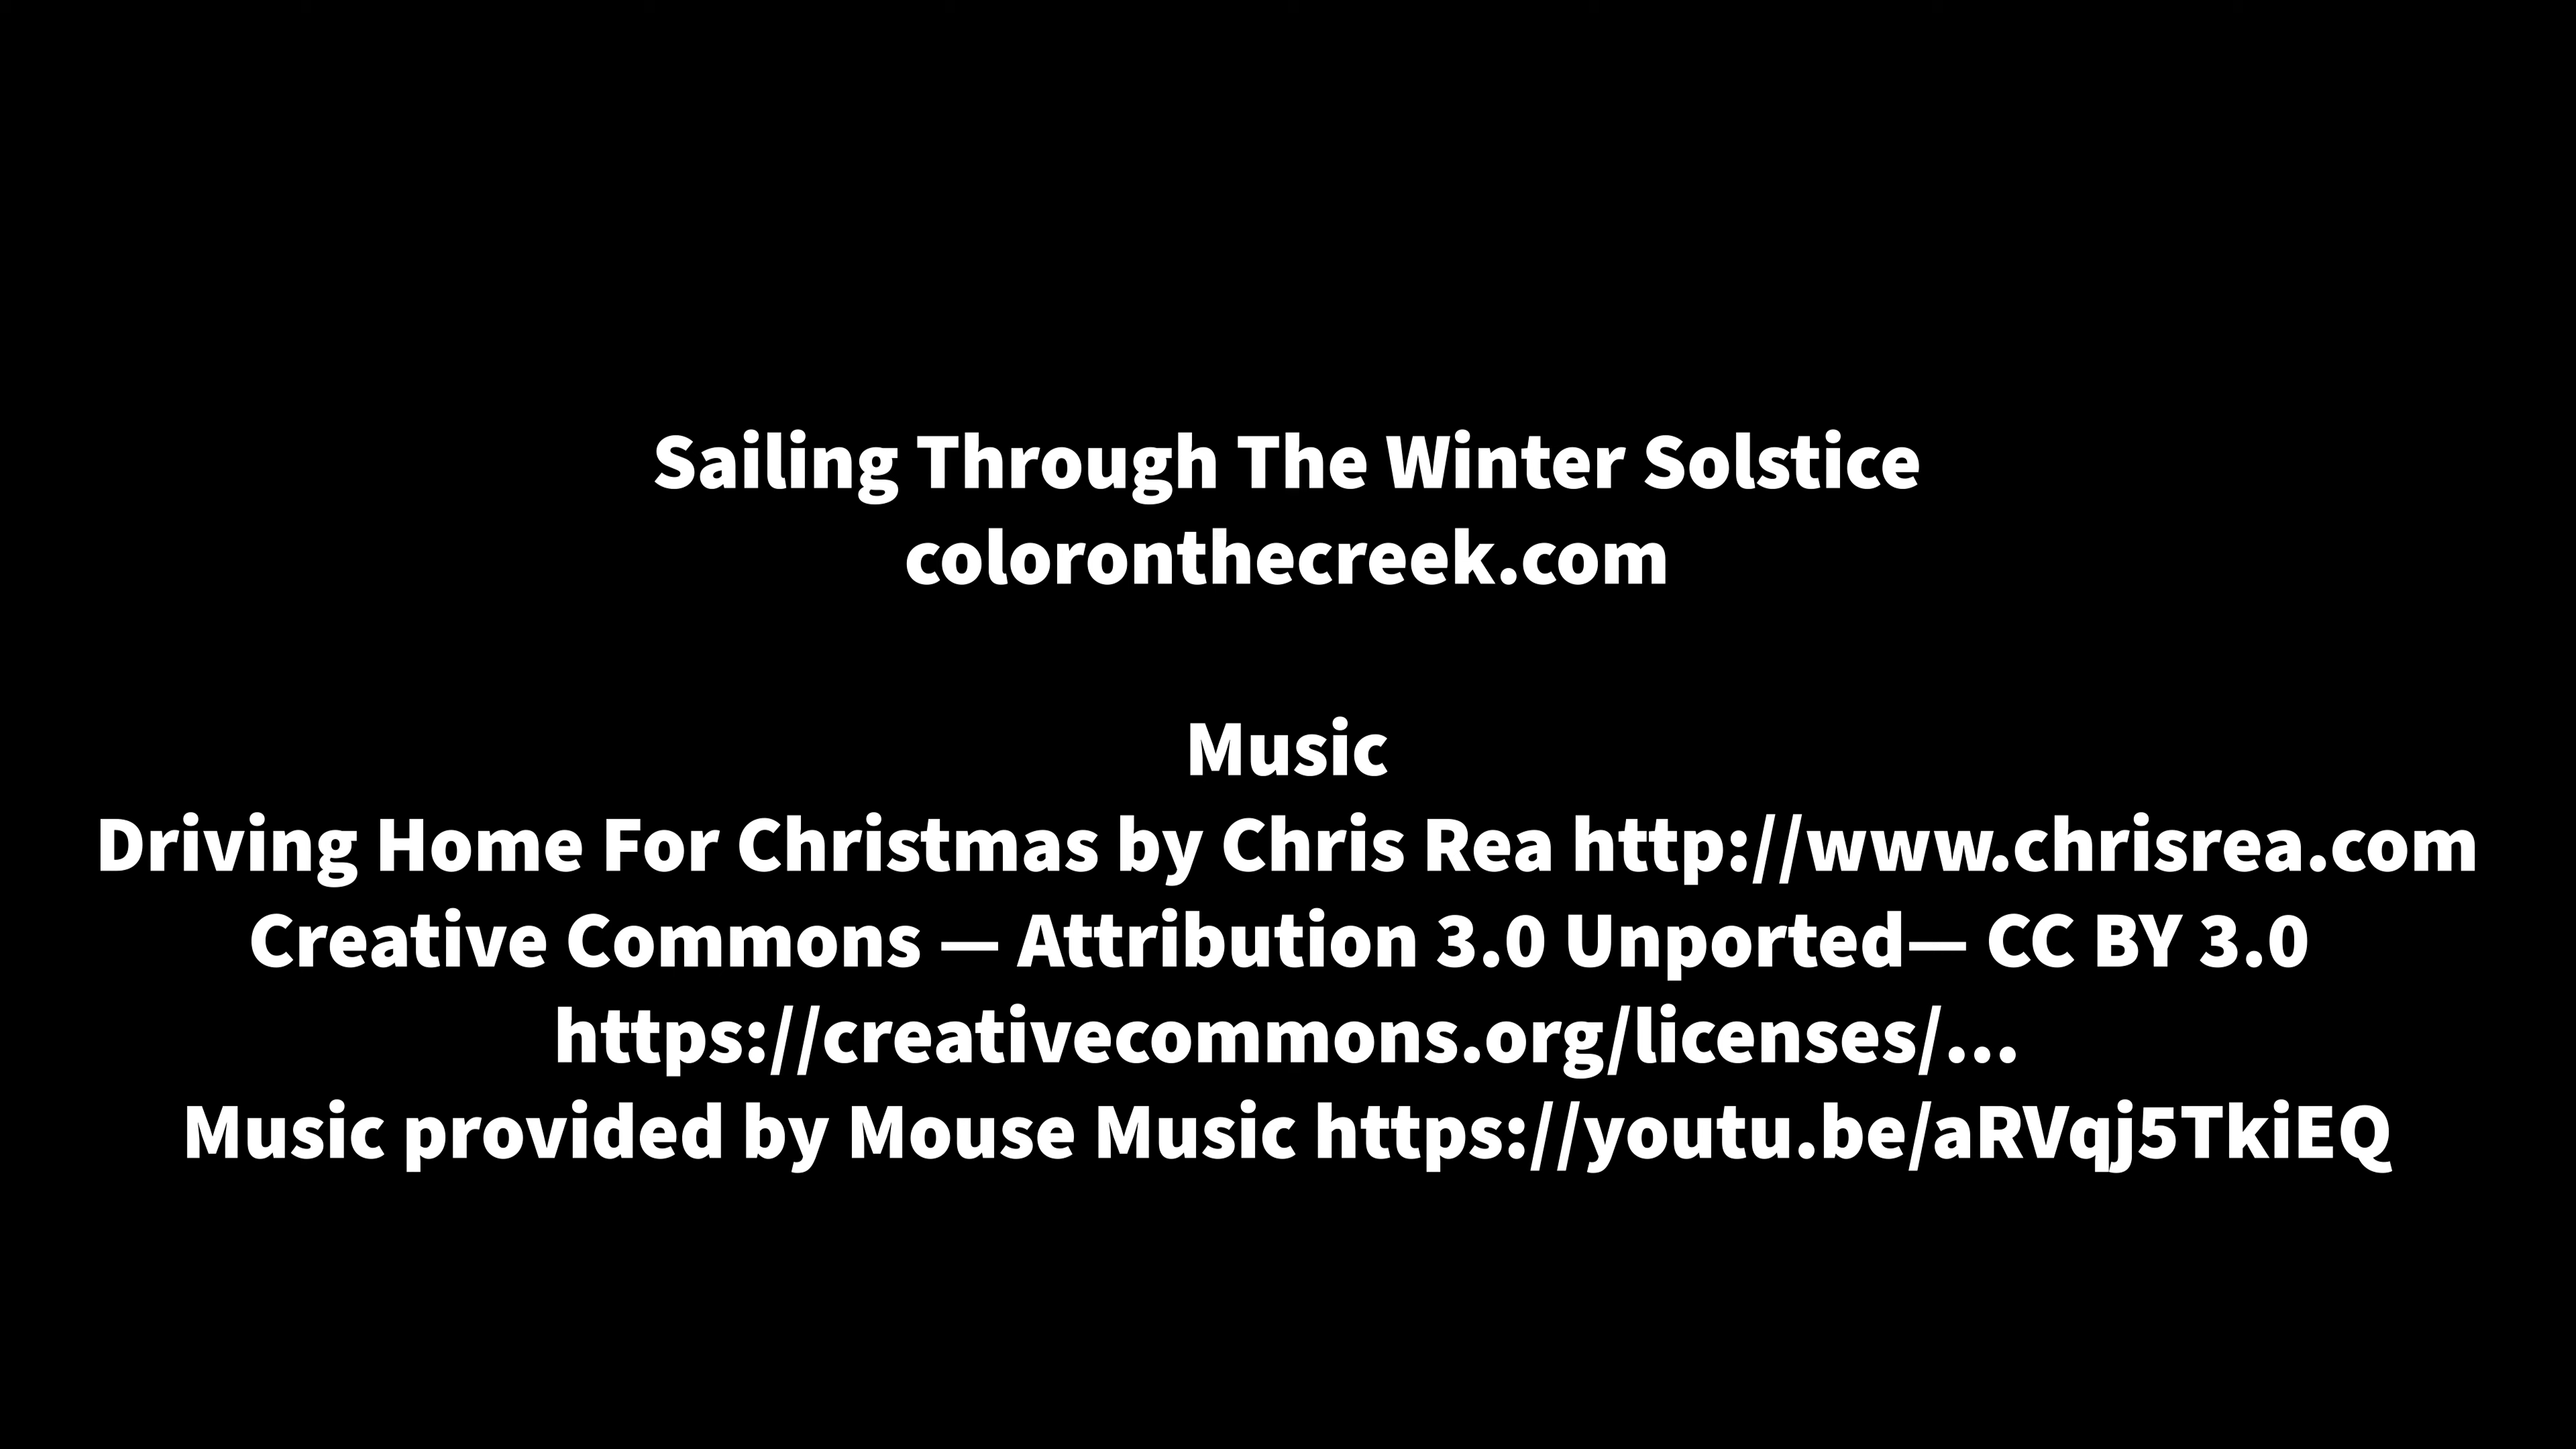 Sailing Through The Winter Solstice
coloronthecreek.com
Music
Driving Home For Christmas by Chris Rea http://www.chrisrea.com
Creative Commons — Attribution 3.0 Unported— CC BY 3.0
https://creativecommons.org/licenses/...
Music provided by Mouse Music https://youtu.be/aRVqj5TkiEQ